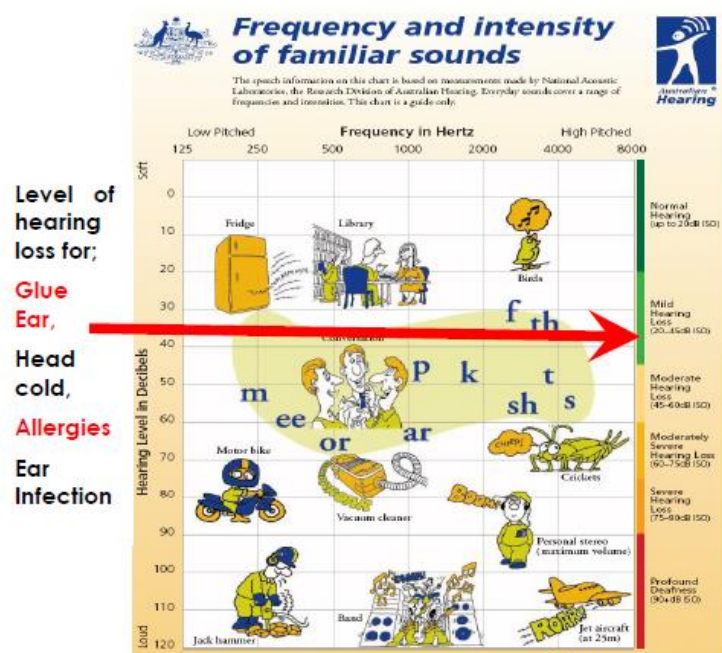 Frequency and intensity
of familiar sounds
The speech information on this chart is based on measurements made by National Acoustic
Laboratories, the Research Division of Australian Hearing. Everyday sounds cover a range of
frequencies and intensities. This chart is a guide only.
Australian
Hearing
Low Pitched Frequency in Hertz High Pitched
125 250 500 1000 2000 4000 8000
Level of
hearing
loss for;
Glue
Ear,
Head
cold,
Allergies
Ear
Infection
Hearing Level in Decibels
Soft
Loud
0
10
20
30
40
50
60
70
80
90
100
110
120
Fridge
Library
Birds
f
th
Conversation
m
ee
i
or
p
ar
k
sh
t
s
Motor bike
Vacuum cleaner
CHIRP!
Crickets
BOOM!
Personal stereo
(maximum volume)
Jack hammer
Band
ROAR!
Jet aircraft
(at 25m)
Normal
Hearing
(up to 20dB ISO)
Mild
Hearing
Loss
(20-45dB ISO)
Moderate
Hearing
Loss
(45-60dB ISO)
Moderately
Severe
Hearing Loss
(60-75dB ISO)
Severe
Hearing
Loss
(75-90dB ISO)
Profound
Deafness
(90+dB ISO)